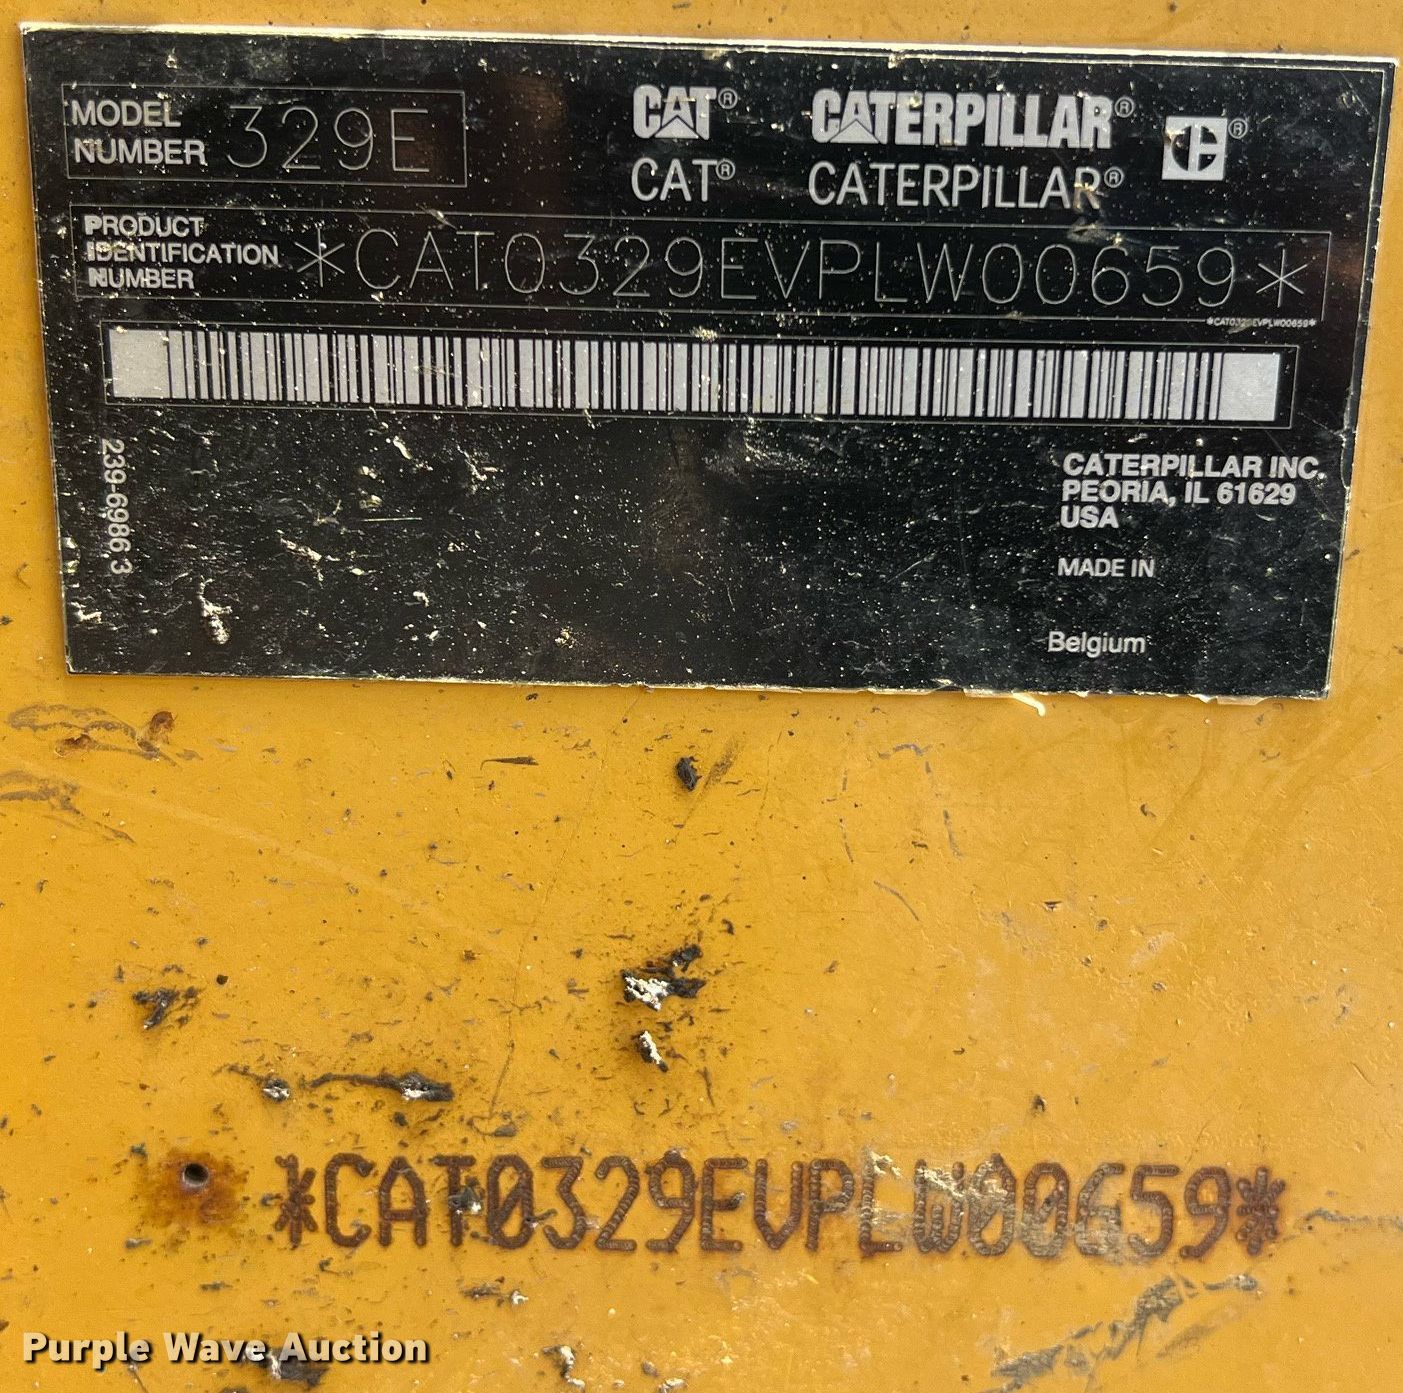 MODEL NUMBER 329E
CAT® CATERPILLAR®
CAT® CATERPILLAR®
PRODUCT IDENTIFICATION NUMBER *CAT0329EVPLW00659*
*CAT0329EVPLW00659*
239-6986 3
CATERPILLAR INC.
PEORIA, IL 61629
USA
MADE IN
Belgium
*CAT0329EVPLW00659*
Purple Wave Auction